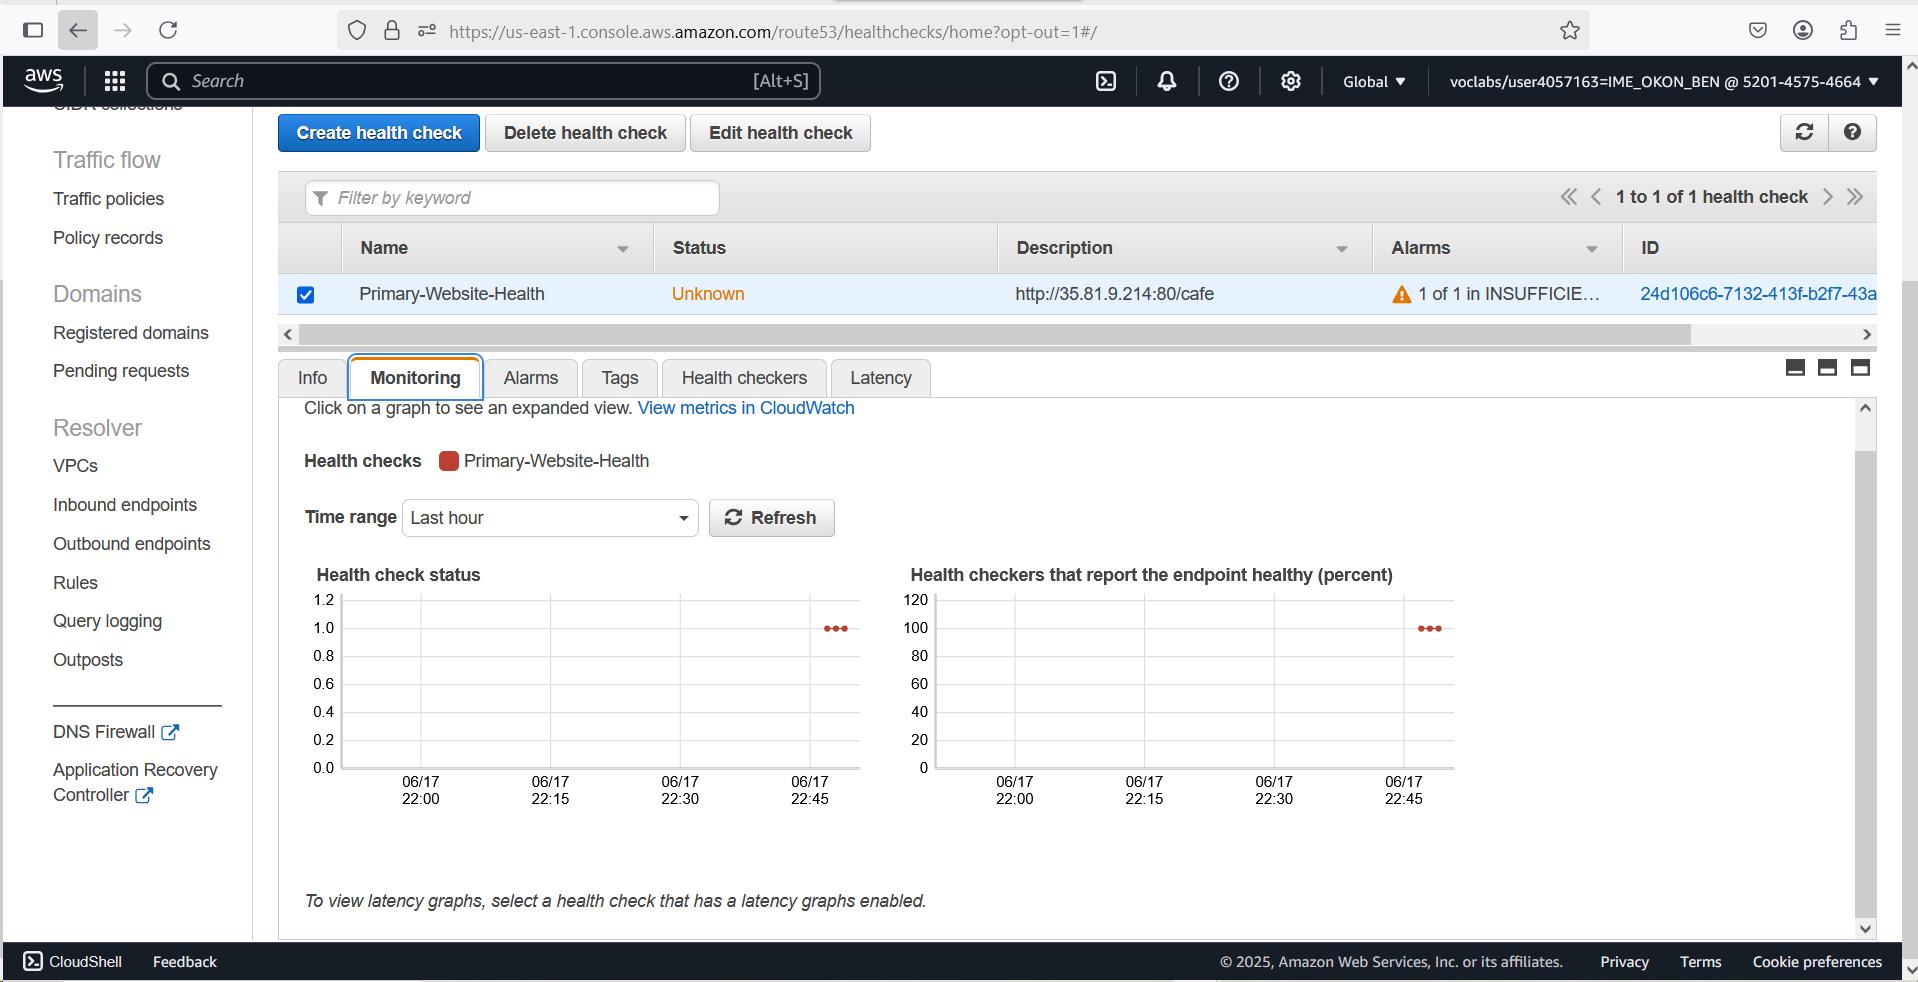 https://us-east-1.console.aws.amazon.com/route53/healthchecks/home?opt-out=1#/
aws
Search
[Alt+S]
Global
voclabs/user4057163=IME_OKON_BEN @ 5201-4575-4664
CIDR collections
Traffic flow
Traffic policies
Policy records
Domains
Registered domains
Pending requests
Resolver
VPCs
Inbound endpoints
Outbound endpoints
Rules
Query logging
Outposts
DNS Firewall
Application Recovery
Controller
Create health check
Delete health check
Edit health check
Filter by keyword
1 to 1 of 1 health check
Name
Status
Description
Alarms
ID
Primary-Website-Health
Unknown
http://35.81.9.214:80/cafe
1 of 1 in INSUFFICIE...
24d106c6-7132-413f-b2f7-43a
Info
Monitoring
Alarms
Tags
Health checkers
Latency
Click on a graph to see an expanded view. View metrics in CloudWatch
Health checks
Primary-Website-Health
Time range
Last hour
Refresh
Health check status
1.2
1.0
0.8
0.6
0.4
0.2
0.0
06/17
22:00
06/17
22:15
06/17
22:30
06/17
22:45
Health checkers that report the endpoint healthy (percent)
120
100
80
60
40
20
0
06/17
22:00
06/17
22:15
06/17
22:30
06/17
22:45
To view latency graphs, select a health check that has a latency graphs enabled.
CloudShell
Feedback
© 2025, Amazon Web Services, Inc. or its affiliates.
Privacy
Terms
Cookie preferences